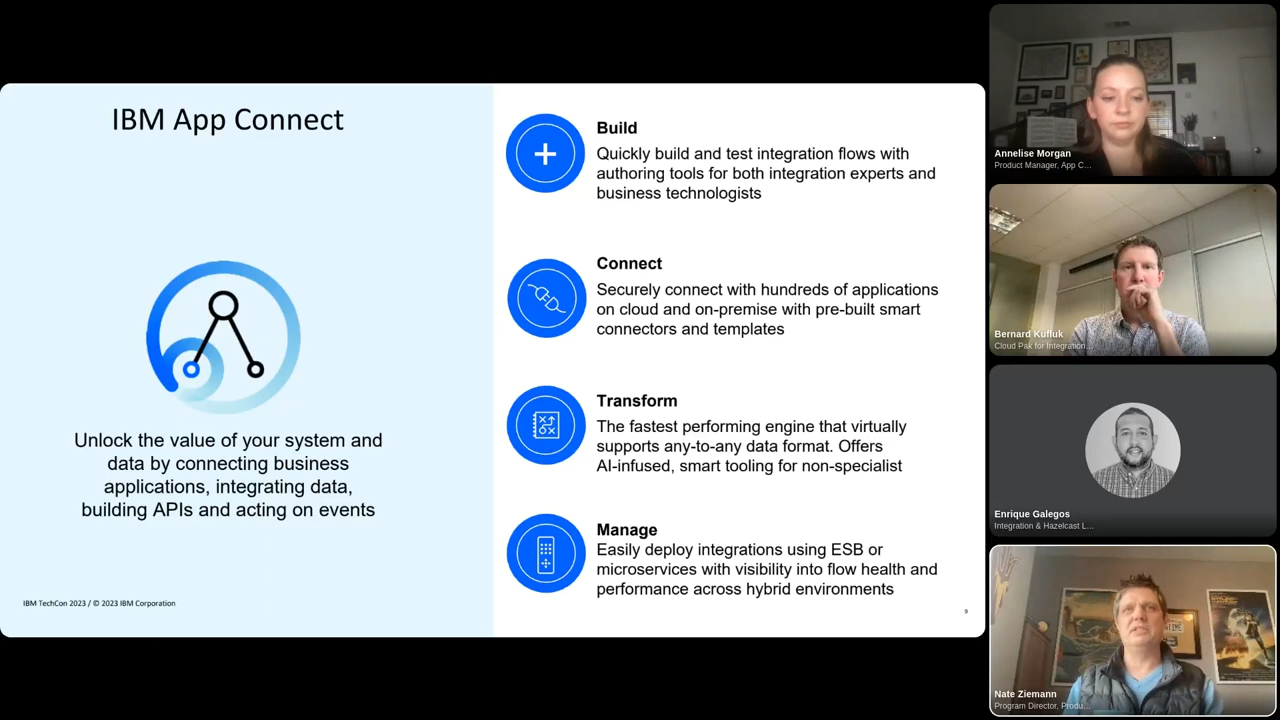 IBM App Connect
Unlock the value of your system and
data by connecting business
applications, integrating data,
building APIs and acting on events
IBM TechCon 2023 / © 2023 IBM Corporation
Build
Quickly build and test integration flows with
authoring tools for both integration experts and
business technologists
Connect
Securely connect with hundreds of applications
on cloud and on-premise with pre-built smart
connectors and templates
Transform
The fastest performing engine that virtually
supports any-to-any data format. Offers
AI-infused, smart tooling for non-specialist
Manage
Easily deploy integrations using ESB or
microservices with visibility into flow health and
performance across hybrid environments
9
Annelise Morgan
Product Manager, App C...
Bernard Kufluk
Cloud Pak for Integration...
Enrique Galegos
Integration & Hazelcast L...
Nate Ziemann
Program Director, Produ...